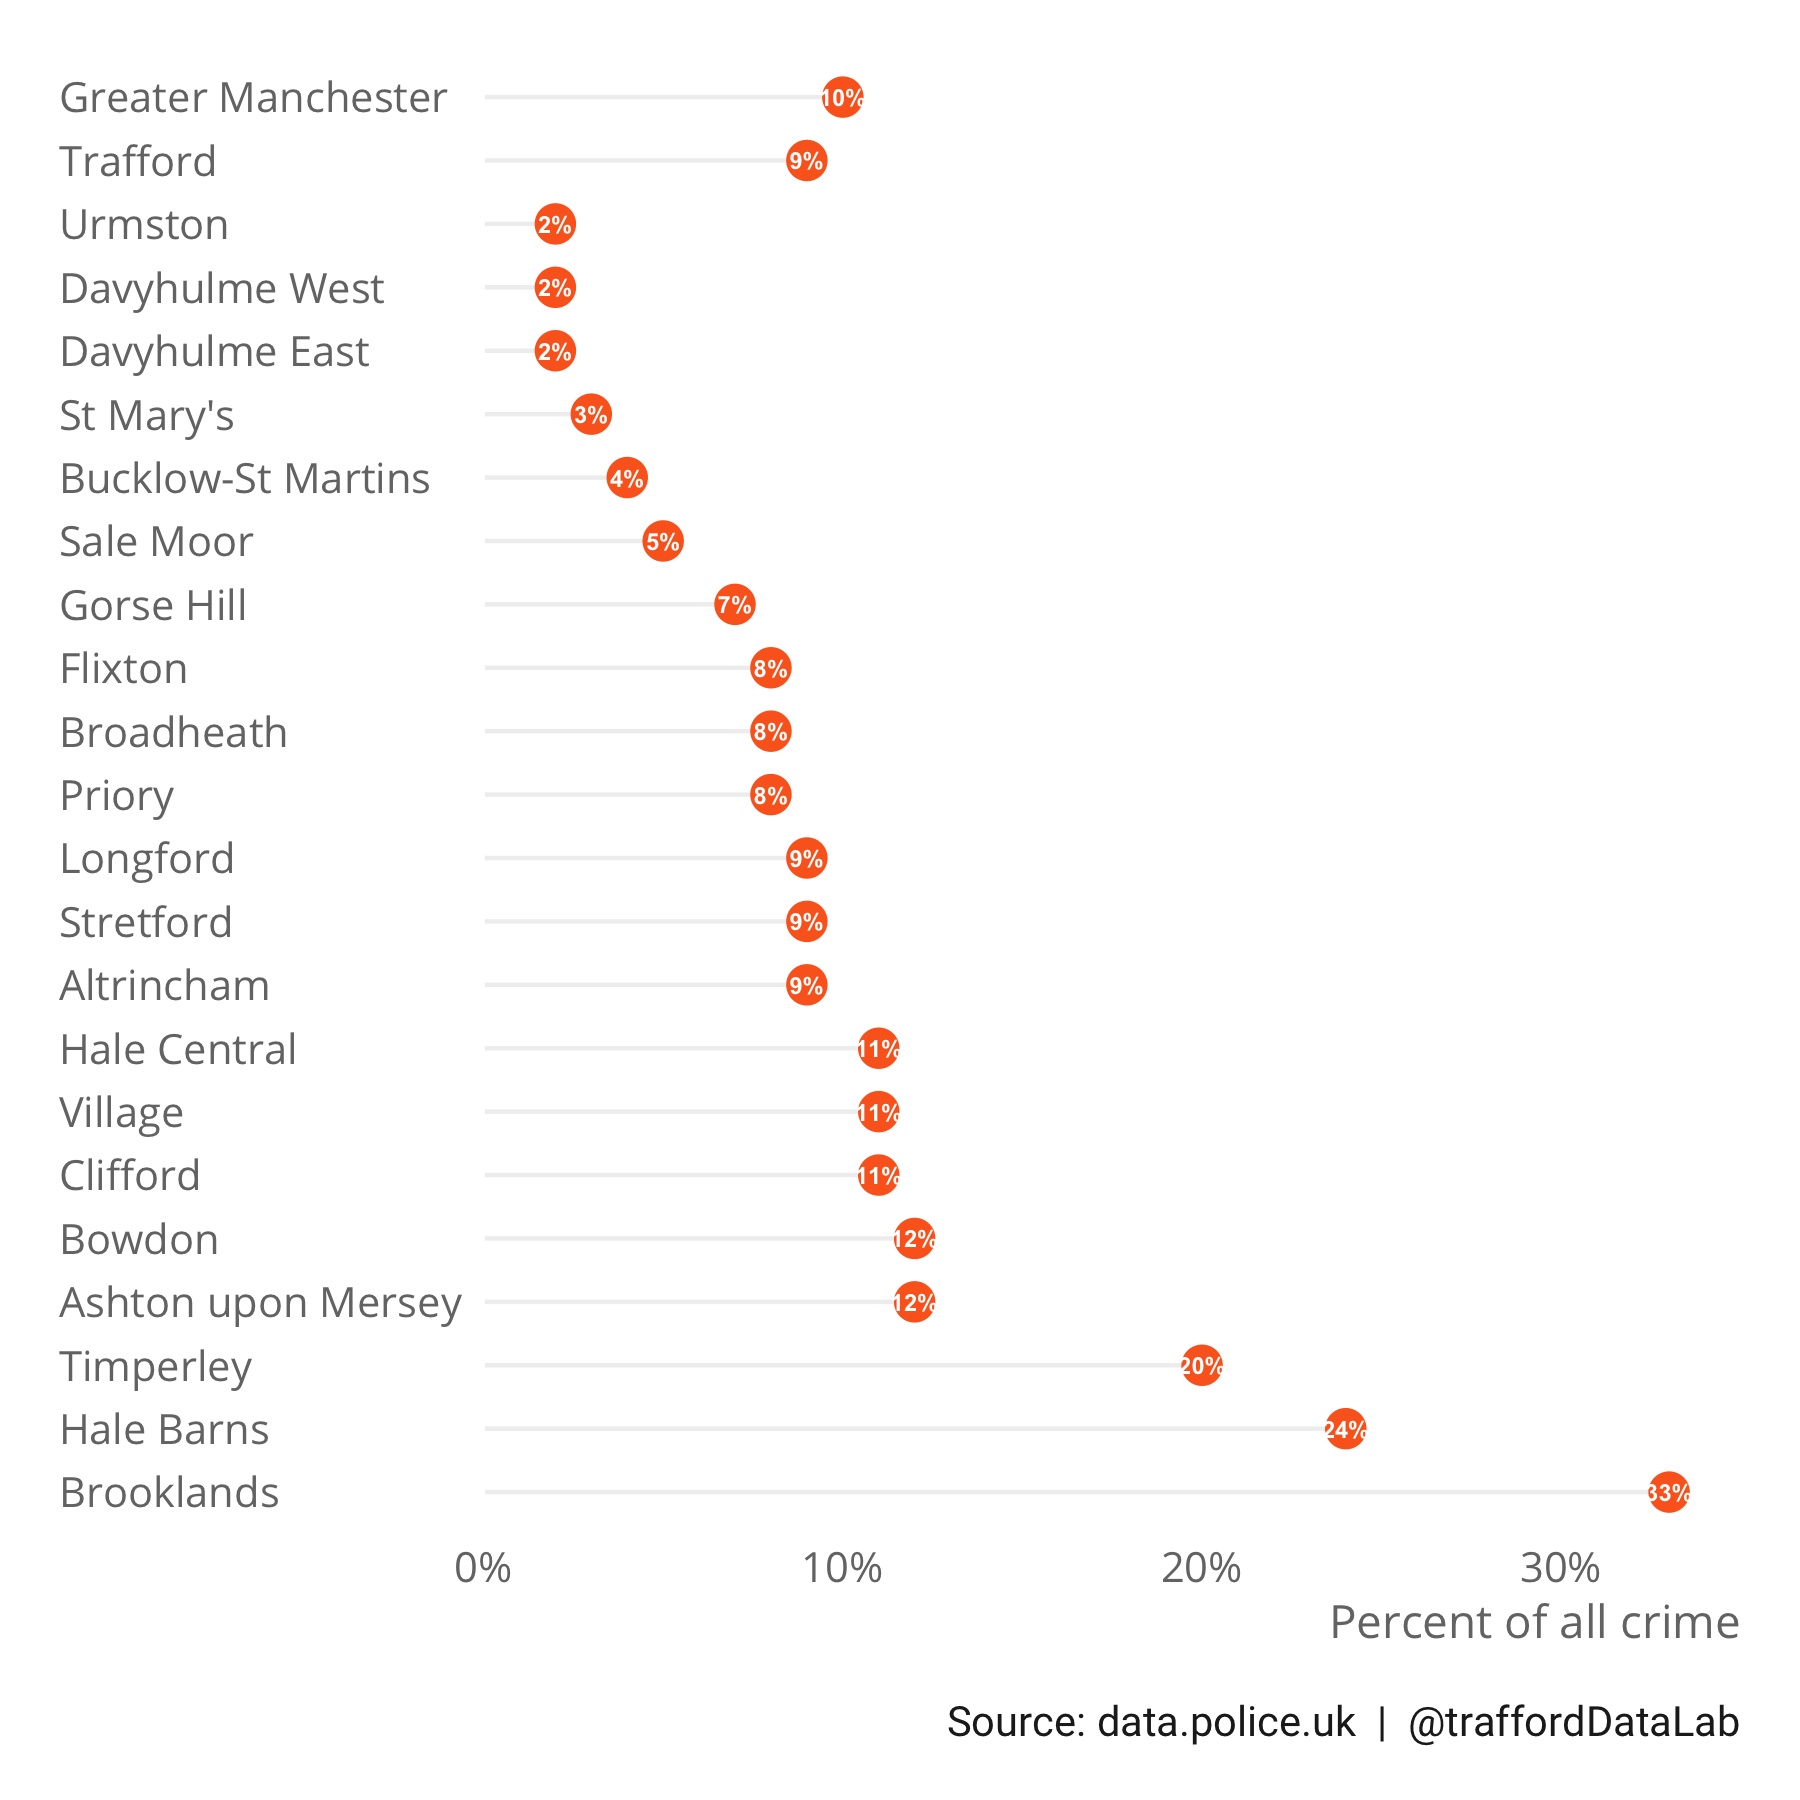 Greater Manchester 10%
Trafford 9%
Urmston 2%
Davyhulme West 2%
Davyhulme East 2%
St Mary's 3%
Bucklow-St Martins 4%
Sale Moor 5%
Gorse Hill 7%
Flixton 8%
Broadheath 8%
Priory 8%
Longford 9%
Stretford 9%
Altrincham 9%
Hale Central 11%
Village 11%
Clifford 11%
Bowdon 12%
Ashton upon Mersey 12%
Timperley 20%
Hale Barns 24%
Brooklands 33%
0% 10% 20% 30%
Percent of all crime
Source: data.police.uk | @traffordDataLab